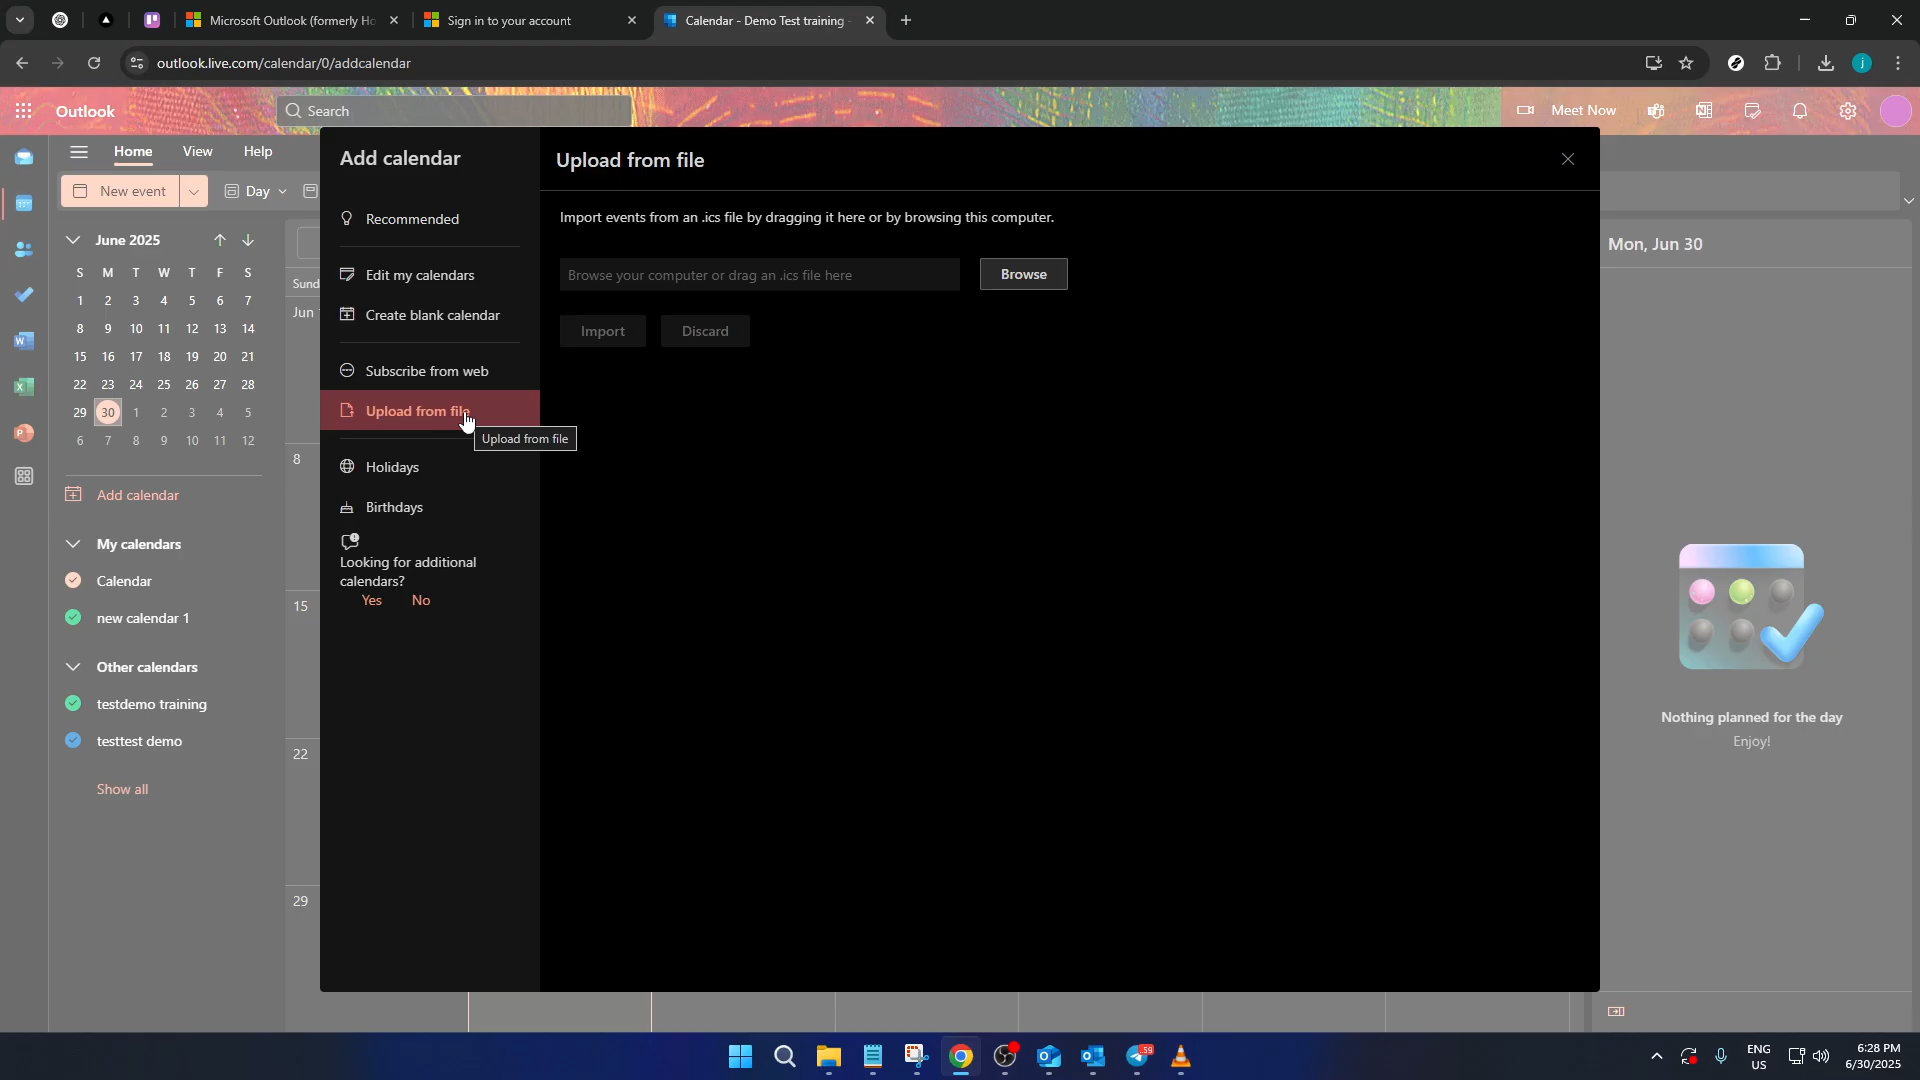 Microsoft Outlook (formerly Ho
Sign in to your account
Calendar - Demo Test training -
outlook.live.com/calendar/0/addcalendar
j
Outlook
Search
Meet Now
Home
View
Help
New event
Day
June 2025
S M T W T F S
1 2 3 4 5 6 7
8 9 10 11 12 13 14
15 16 17 18 19 20 21
22 23 24 25 26 27 28
29 30 1 2 3 4 5
6 7 8 9 10 11 12
Add calendar
My calendars
Calendar
new calendar 1
Other calendars
testdemo training
testtest demo
Show all
Sund
Jun
8
15
22
29
Add calendar
Recommended
Edit my calendars
Create blank calendar
Subscribe from web
Upload from file
Upload from file
Holidays
Birthdays
Looking for additional
calendars?
Yes No
Upload from file
Import events from an .ics file by dragging it here or by browsing this computer.
Browse your computer or drag an .ics file here
Browse
Import
Discard
Mon, Jun 30
Nothing planned for the day
Enjoy!
59
ENG
US
6:28 PM
6/30/2025